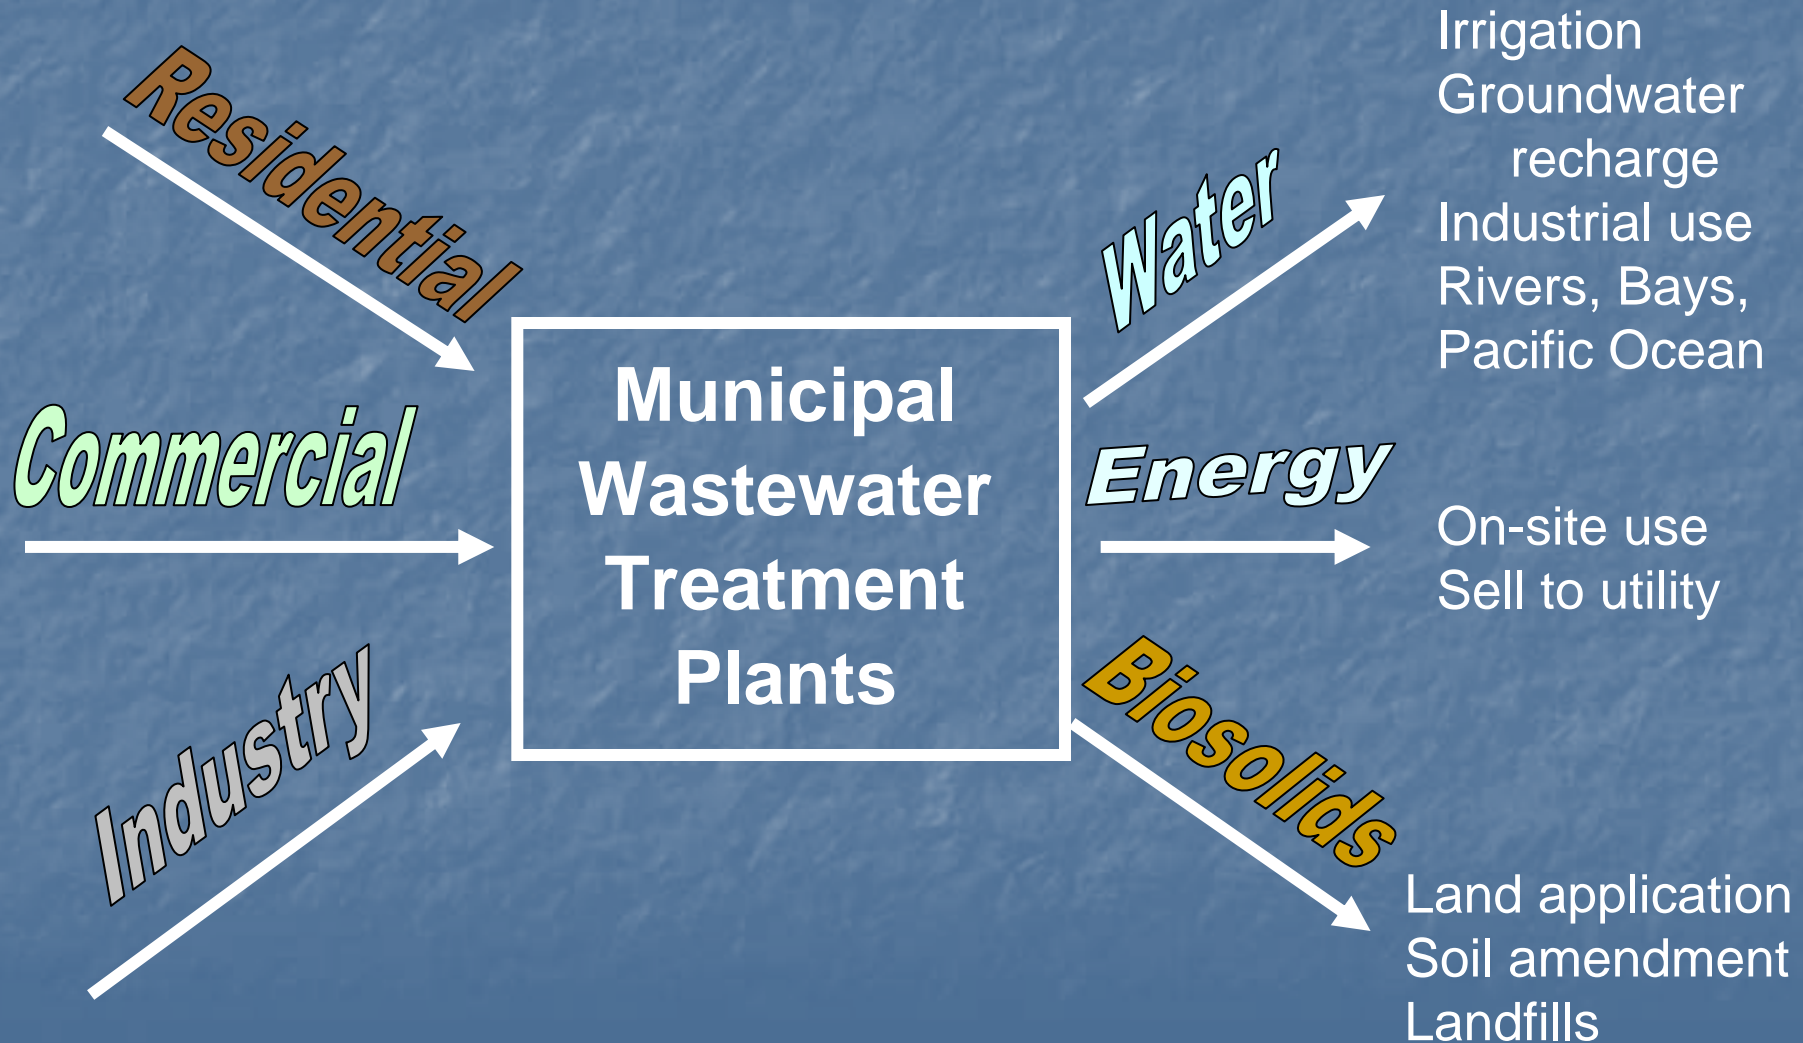 Residential
Commercial
Industry
Municipal
Wastewater
Treatment
Plants
Water
Irrigation
Groundwater
recharge
Industrial use
Rivers, Bays,
Pacific Ocean
Energy
On-site use
Sell to utility
Biosolids
Land application
Soil amendment
Landfills